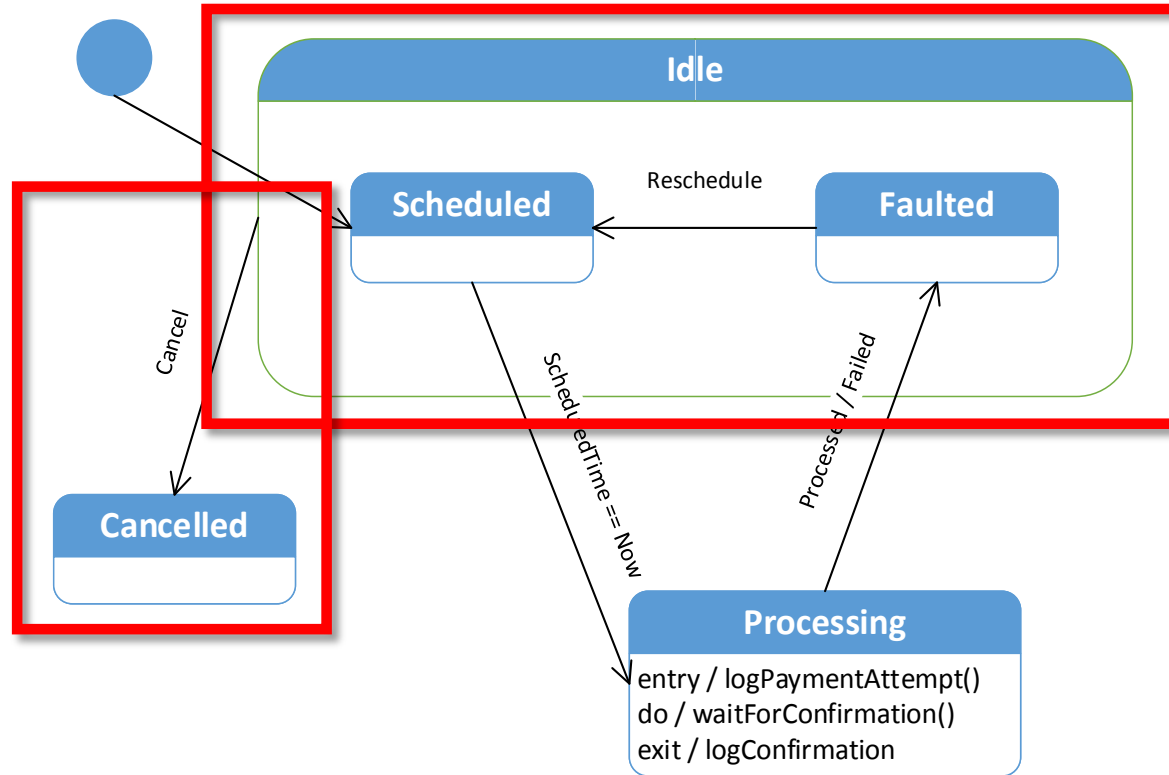 Idle
Scheduled
Reschedule
Faulted
Cancel
ScheduledTime == Now
Processed / Failed
Cancelled
Processing
entry / logPaymentAttempt()
do / waitForConfirmation()
exit / logConfirmation